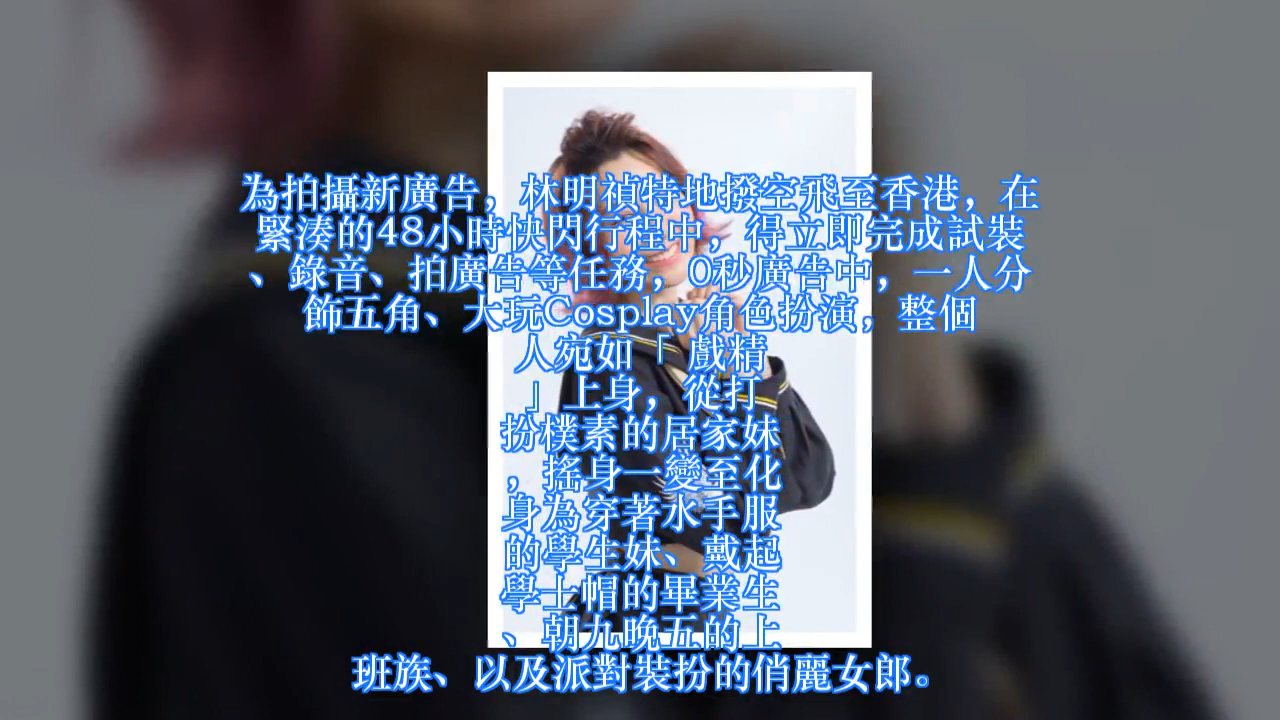 為拍攝新廣告，林明禎特地撥空飛至香港，在
緊湊的48小時快閃行程中，得立即完成試裝
、錄音、拍廣告等任務，0秒廣告中，一人分
飾五角、大玩Cosplay角色扮演，整個
人宛如「 戲精
」上身，從打
扮樸素的居家妹
，搖身一變至化
身為穿著水手服
的學生妹、戴起
學士帽的畢業生
、朝九晚五的上
班族、以及派對裝扮的俏麗女郎。